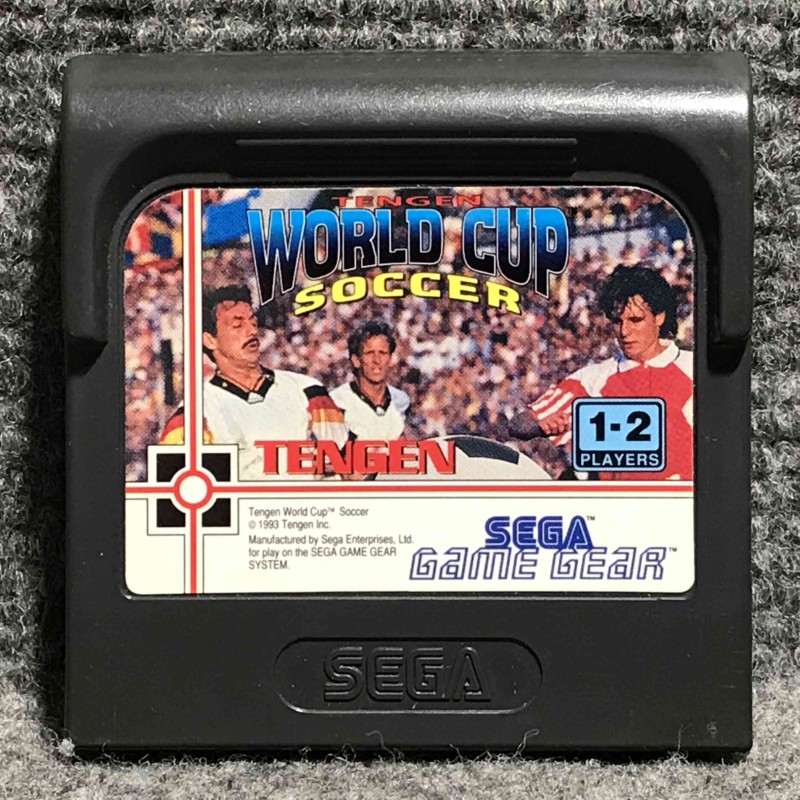 TENGEN
WORLD CUP
SOCCER
1-2
PLAYERS
TENGEN
Tengen World Cup™ Soccer
© 1993 Tengen Inc.
Manufactured by Sega Enterprises, Ltd.
for play on the SEGA GAME GEAR
SYSTEM.
SEGA™
GAME GEAR™
SEGA